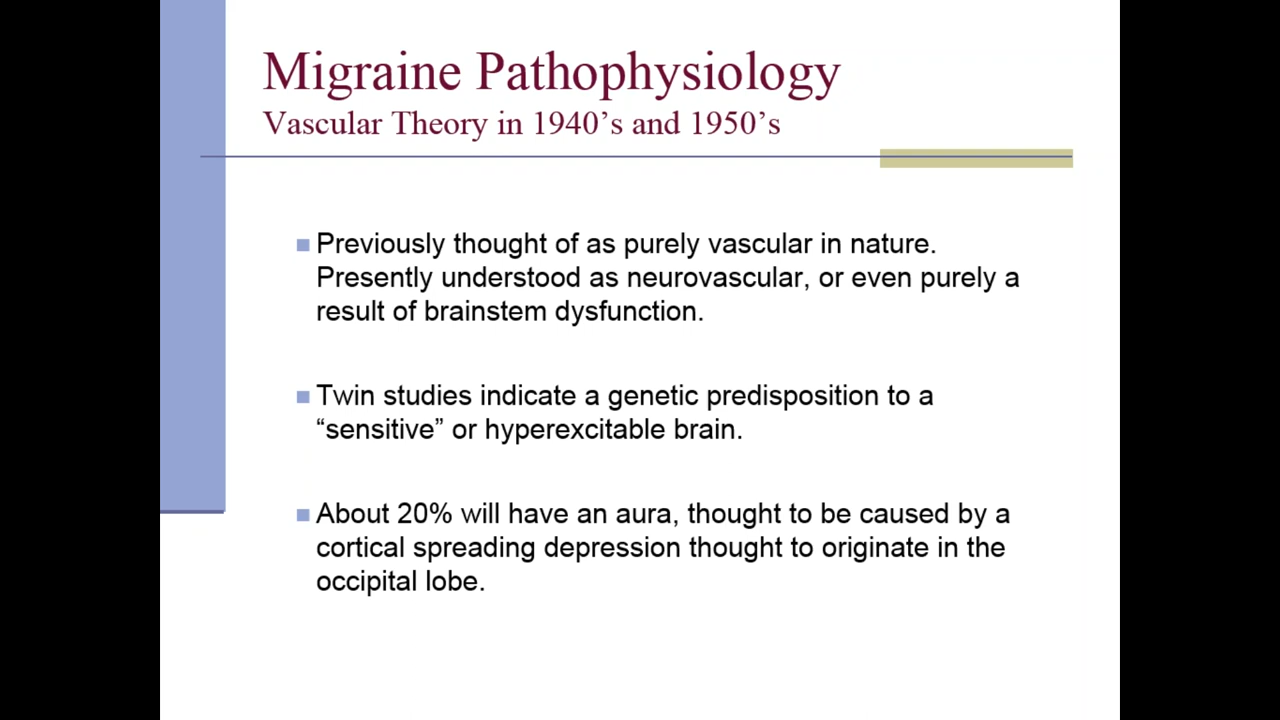 Migraine Pathophysiology
Vascular Theory in 1940’s and 1950’s
Previously thought of as purely vascular in nature.
Presently understood as neurovascular, or even purely a
result of brainstem dysfunction.
Twin studies indicate a genetic predisposition to a
“sensitive” or hyperexcitable brain.
About 20% will have an aura, thought to be caused by a
cortical spreading depression thought to originate in the
occipital lobe.